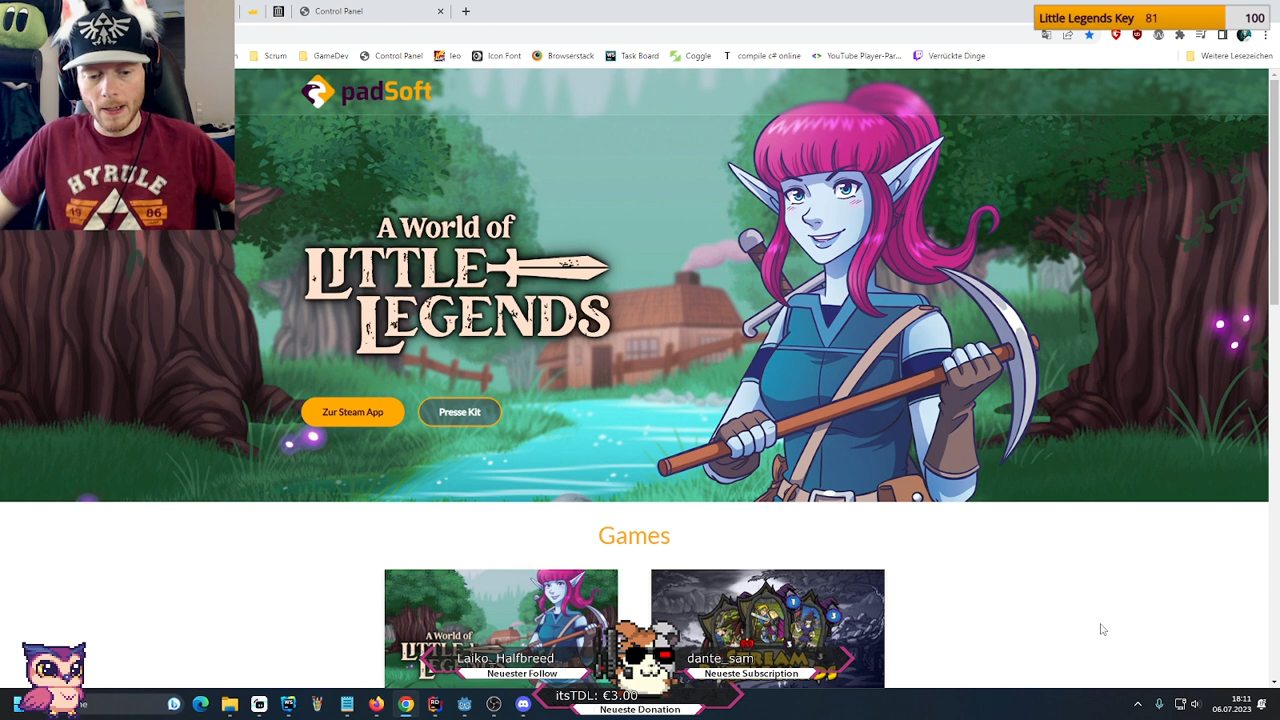 Control Panel
Little Legends Key 81 100
Scrum
GameDev
Control Panel
leo
Icon Font
Browserstack
Task Board
Coggle
compile c# online
YouTube Player-Par...
Verrückte Dinge
Weitere Lesezeichen
HYRULE
1986
padSoft
A World of
LITTLE
LEGENDS
Zur Steam App
Presse Kit
Games
A World of
Laiko_Halfbreed
Neuester Follow
dante_sam
Neueste Subscription
itsTDL: €3.00
Neueste Donation
18:11
06.07.2023